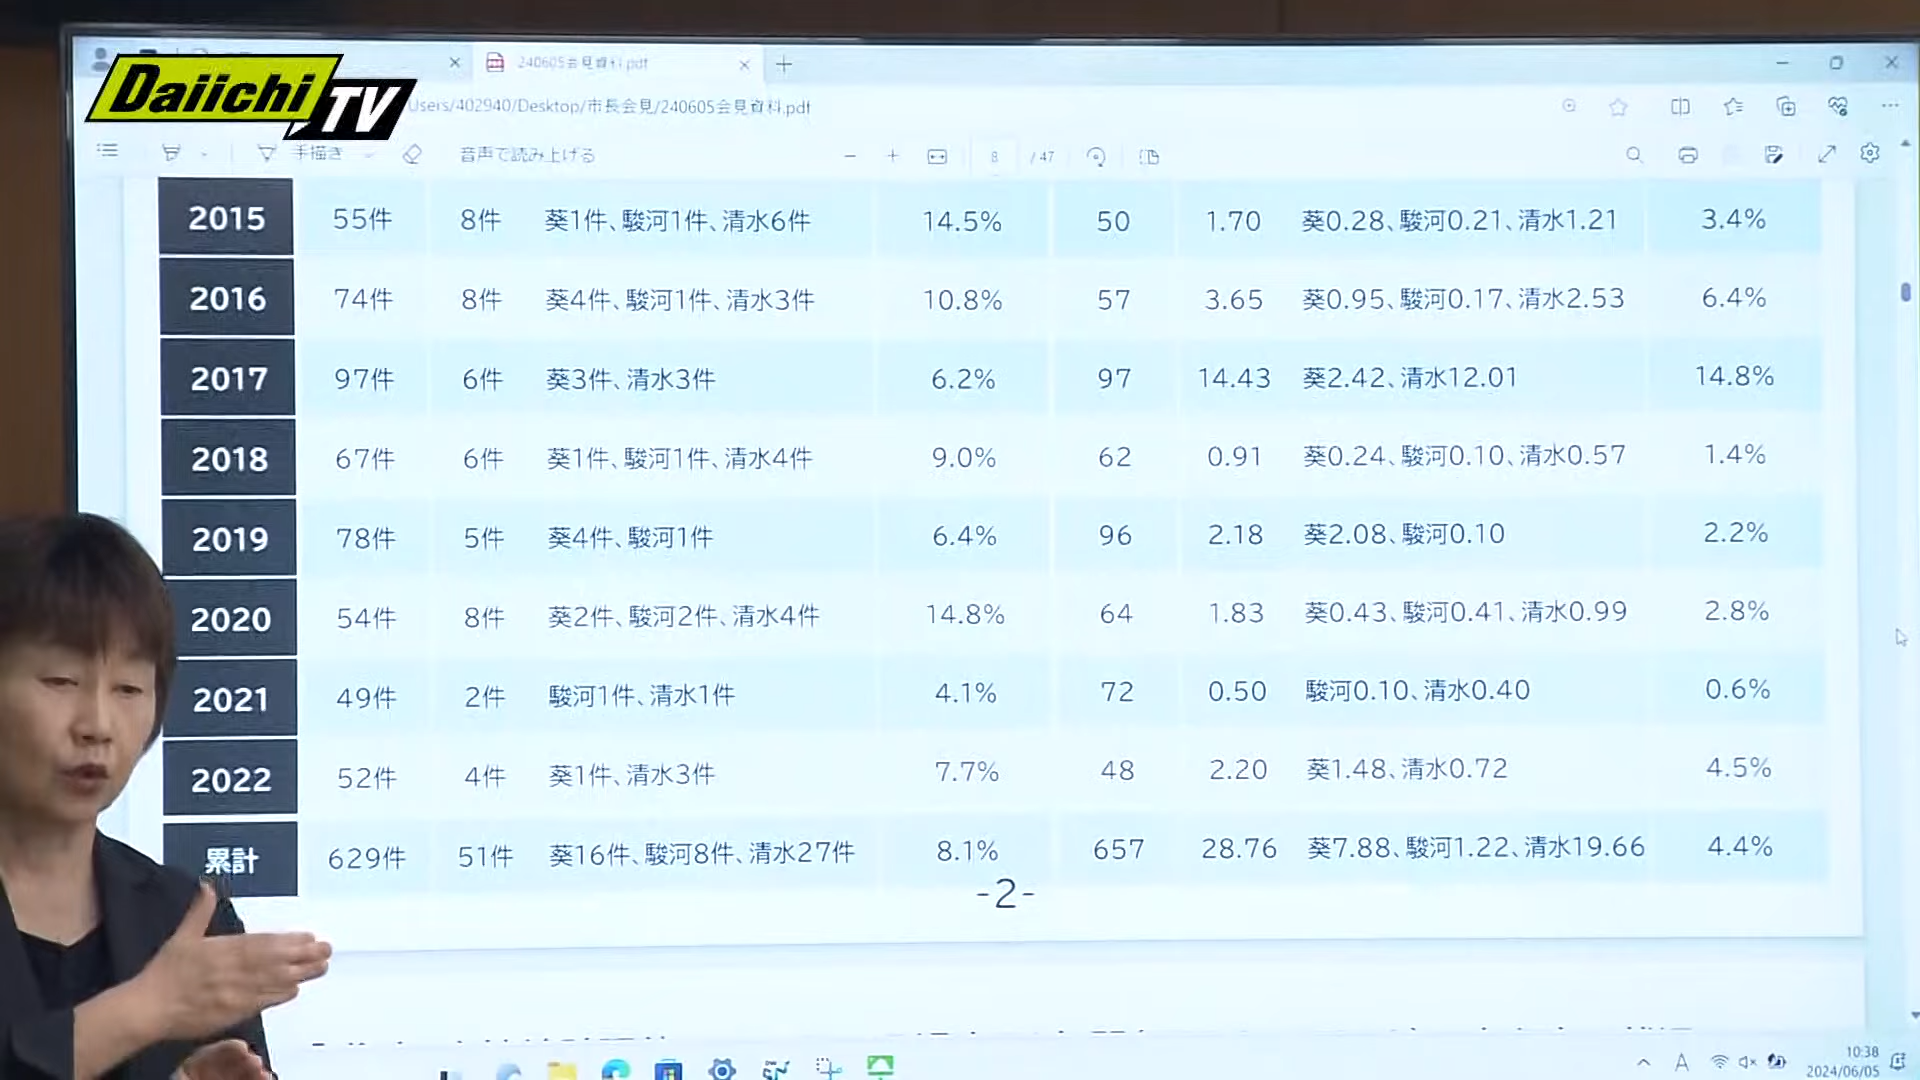 Daiichi TV
240605会見資料.pdf
Users/402940/Desktop/市長会見/240605会見資料.pdf
手描き 音声で読み上げる 8 / 47
2015 55件 8件 葵1件、駿河1件、清水6件 14.5% 50 1.70 葵0.28、駿河0.21、清水1.21 3.4%
2016 74件 8件 葵4件、駿河1件、清水3件 10.8% 57 3.65 葵0.95、駿河0.17、清水2.53 6.4%
2017 97件 6件 葵3件、清水3件 6.2% 97 14.43 葵2.42、清水12.01 14.8%
2018 67件 6件 葵1件、駿河1件、清水4件 9.0% 62 0.91 葵0.24、駿河0.10、清水0.57 1.4%
2019 78件 5件 葵4件、駿河1件 6.4% 96 2.18 葵2.08、駿河0.10 2.2%
2020 54件 8件 葵2件、駿河2件、清水4件 14.8% 64 1.83 葵0.43、駿河0.41、清水0.99 2.8%
2021 49件 2件 駿河1件、清水1件 4.1% 72 0.50 駿河0.10、清水0.40 0.6%
2022 52件 4件 葵1件、清水3件 7.7% 48 2.20 葵1.48、清水0.72 4.5%
累計 629件 51件 葵16件、駿河8件、清水27件 8.1% 657 28.76 葵7.88、駿河1.22、清水19.66 4.4%
-2-
A 10:38
2024/06/05